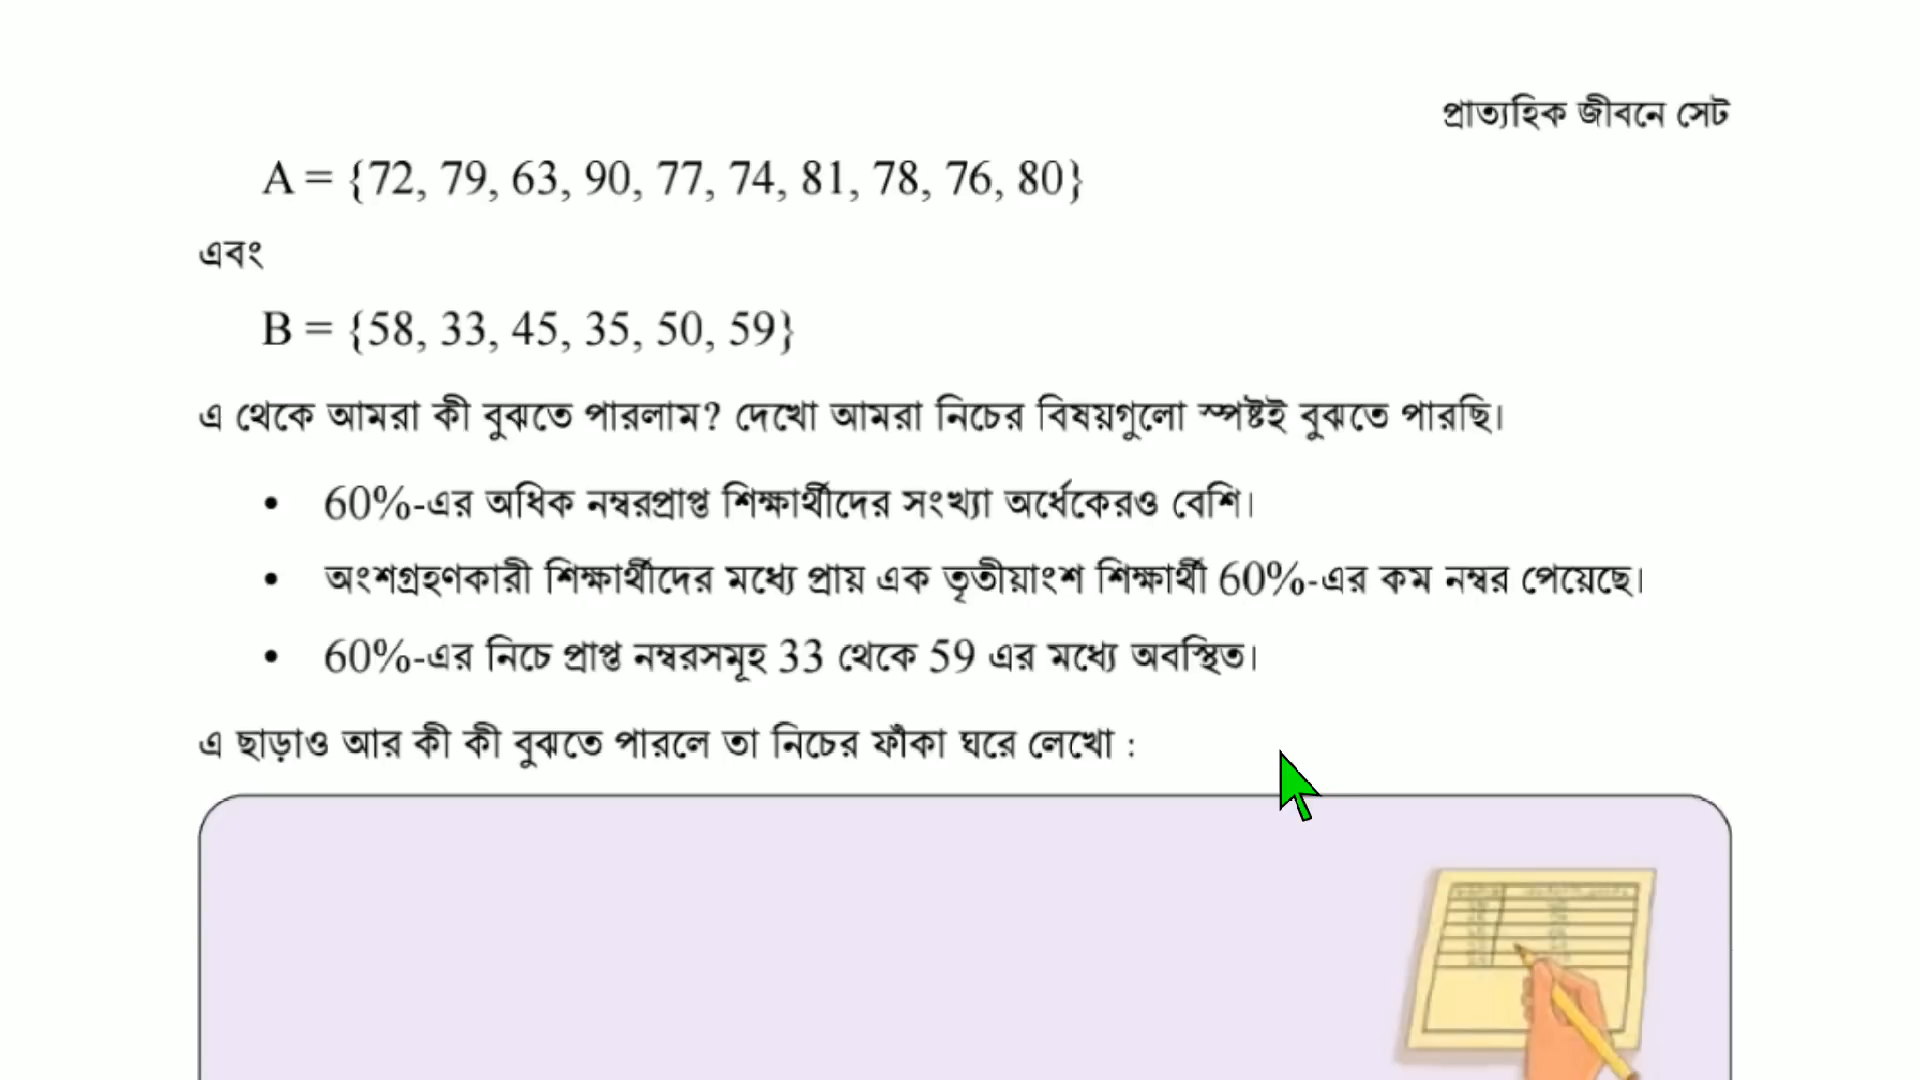 প্রাত্যহিক জীবনে সেট
A = {72, 79, 63, 90, 77, 74, 81, 78, 76, 80}
এবং
B = {58, 33, 45, 35, 50, 59}
এ থেকে আমরা কী বুঝতে পারলাম? দেখো আমরা নিচের বিষয়গুলো স্পষ্টই বুঝতে পারছি।
• 60%-এর অধিক নম্বরপ্রাপ্ত শিক্ষার্থীদের সংখ্যা অর্ধেকেরও বেশি।
• অংশগ্রহণকারী শিক্ষার্থীদের মধ্যে প্রায় এক তৃতীয়াংশ শিক্ষার্থী 60%-এর কম নম্বর পেয়েছে।
• 60%-এর নিচে প্রাপ্ত নম্বরসমূহ 33 থেকে 59 এর মধ্যে অবস্থিত।
এ ছাড়াও আর কী কী বুঝতে পারলে তা নিচের ফাঁকা ঘরে লেখো :